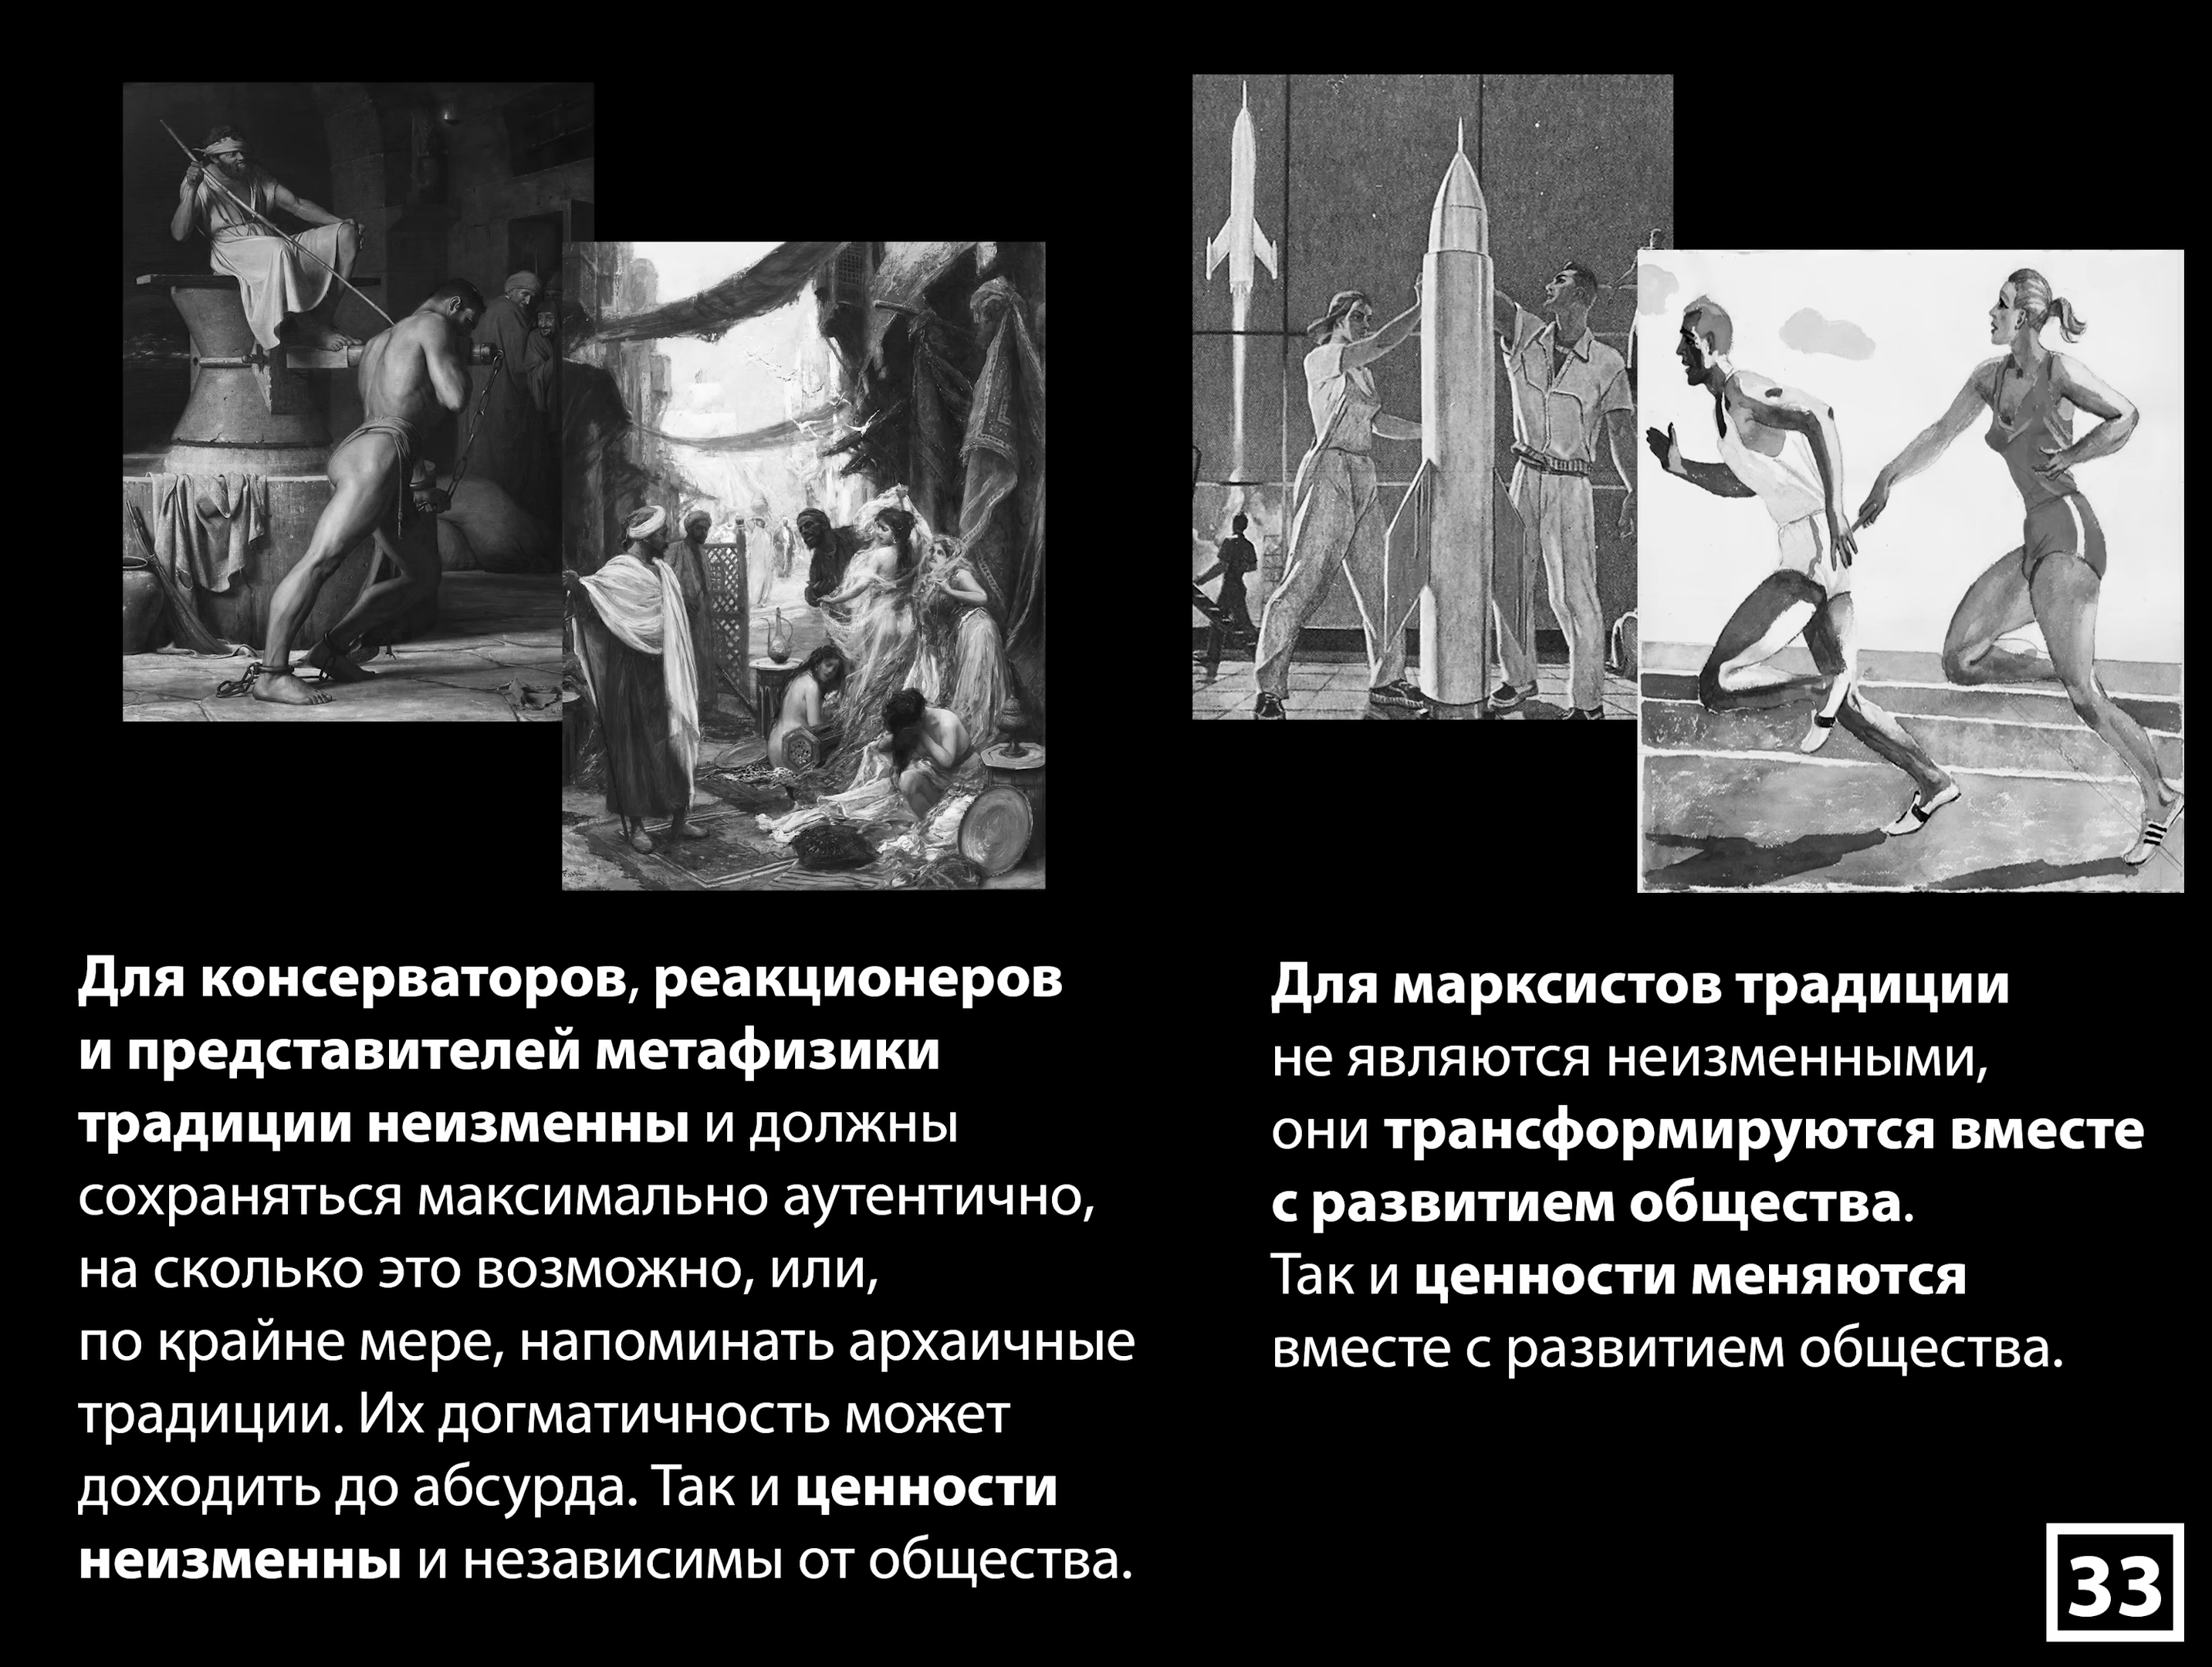 Для консерваторов, реакционеров
и представителей метафизики
традиции неизменны и должны
сохраняться максимально аутентично,
на сколько это возможно, или,
по крайне мере, напоминать архаичные
традиции. Их догматичность может
доходить до абсурда. Так и ценности
неизменны и независимы от общества.
Для марксистов традиции
не являются неизменными,
они трансформируются вместе
с развитием общества.
Так и ценности меняются
вместе с развитием общества.
33